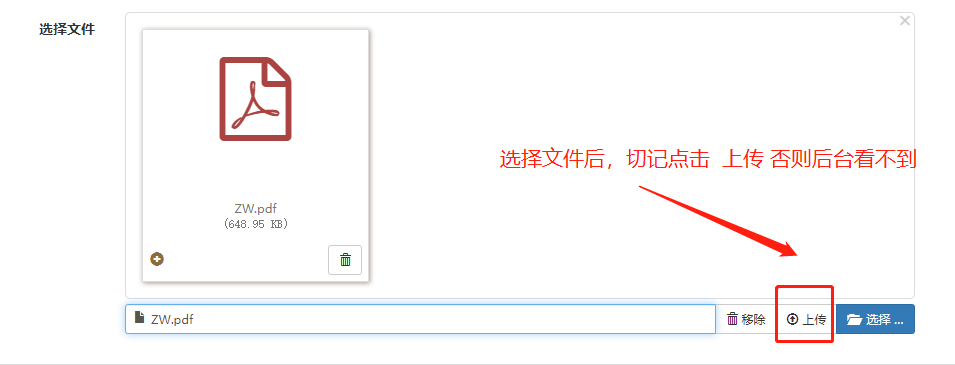 选择文件
ZW.pdf
(648.95 KB)
选择文件后，切记点击 上传 否则后台看不到
ZW.pdf
移除
上传
选择 ...